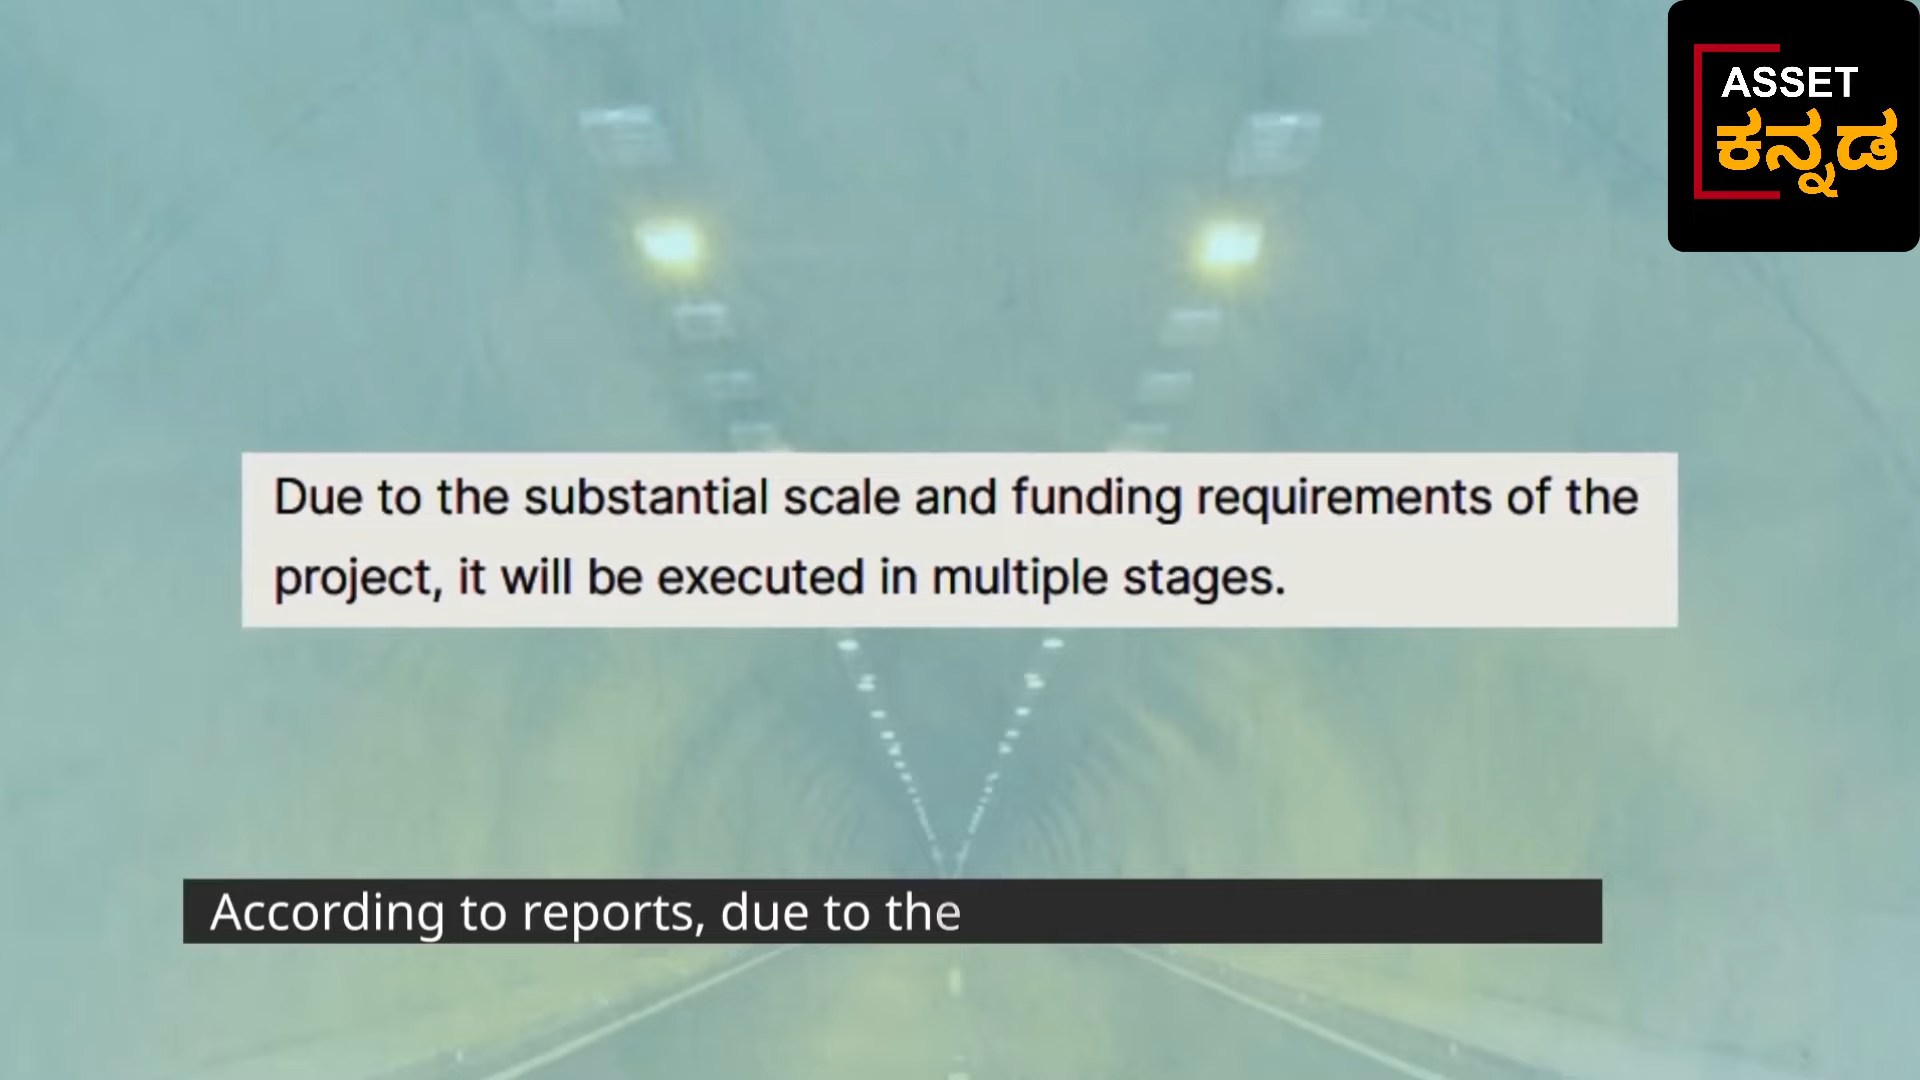 ASSET
ಕನ್ನಡ
Due to the substantial scale and funding requirements of the
project, it will be executed in multiple stages.
According to reports, due to the